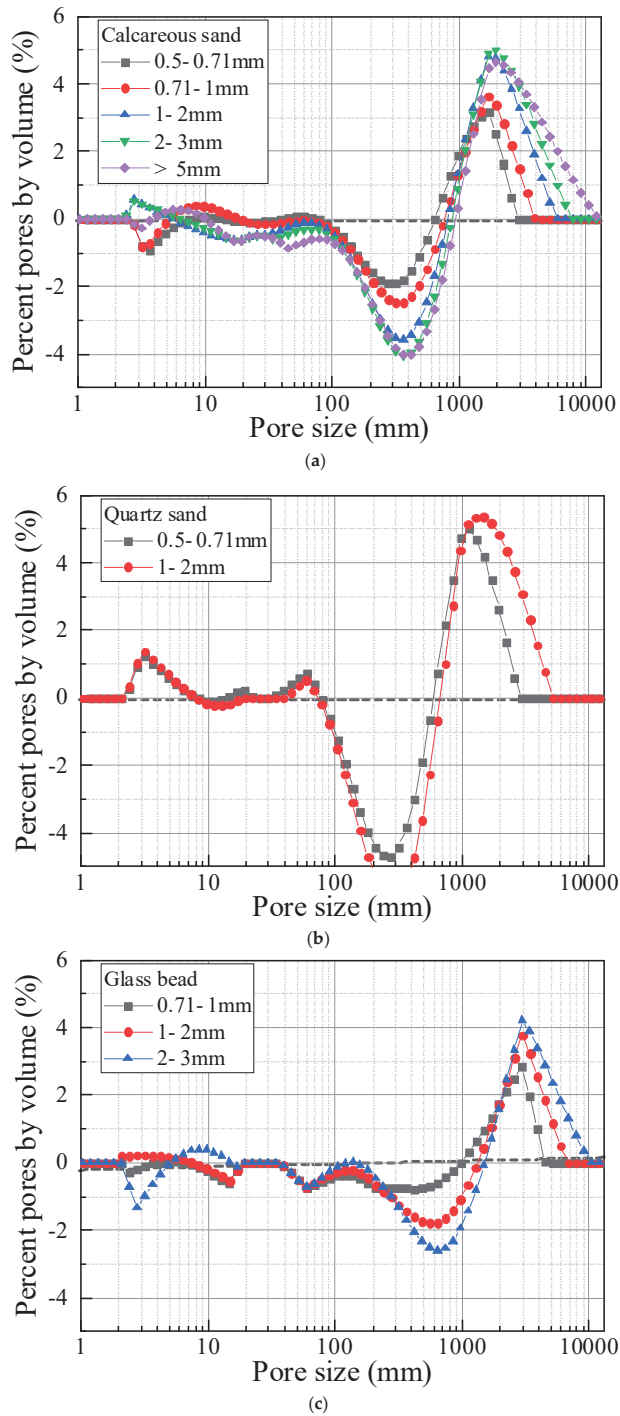 Percent pores by volume (%)
6
4
2
0
-2
-4
Calcareous sand
0.5-0.71mm
0.71-1mm
1-2mm
2-3mm
> 5mm
1
10
100
1000
10000
Pore size (mm)
(a)
Percent pores by volume (%)
6
4
2
0
-2
-4
Quartz sand
0.5-0.71mm
1-2mm
1
10
100
1000
10000
Pore size (mm)
(b)
Percent pores by volume (%)
6
4
2
0
-2
-4
Glass bead
0.71-1mm
1-2mm
2-3mm
1
10
100
1000
10000
Pore size (mm)
(c)